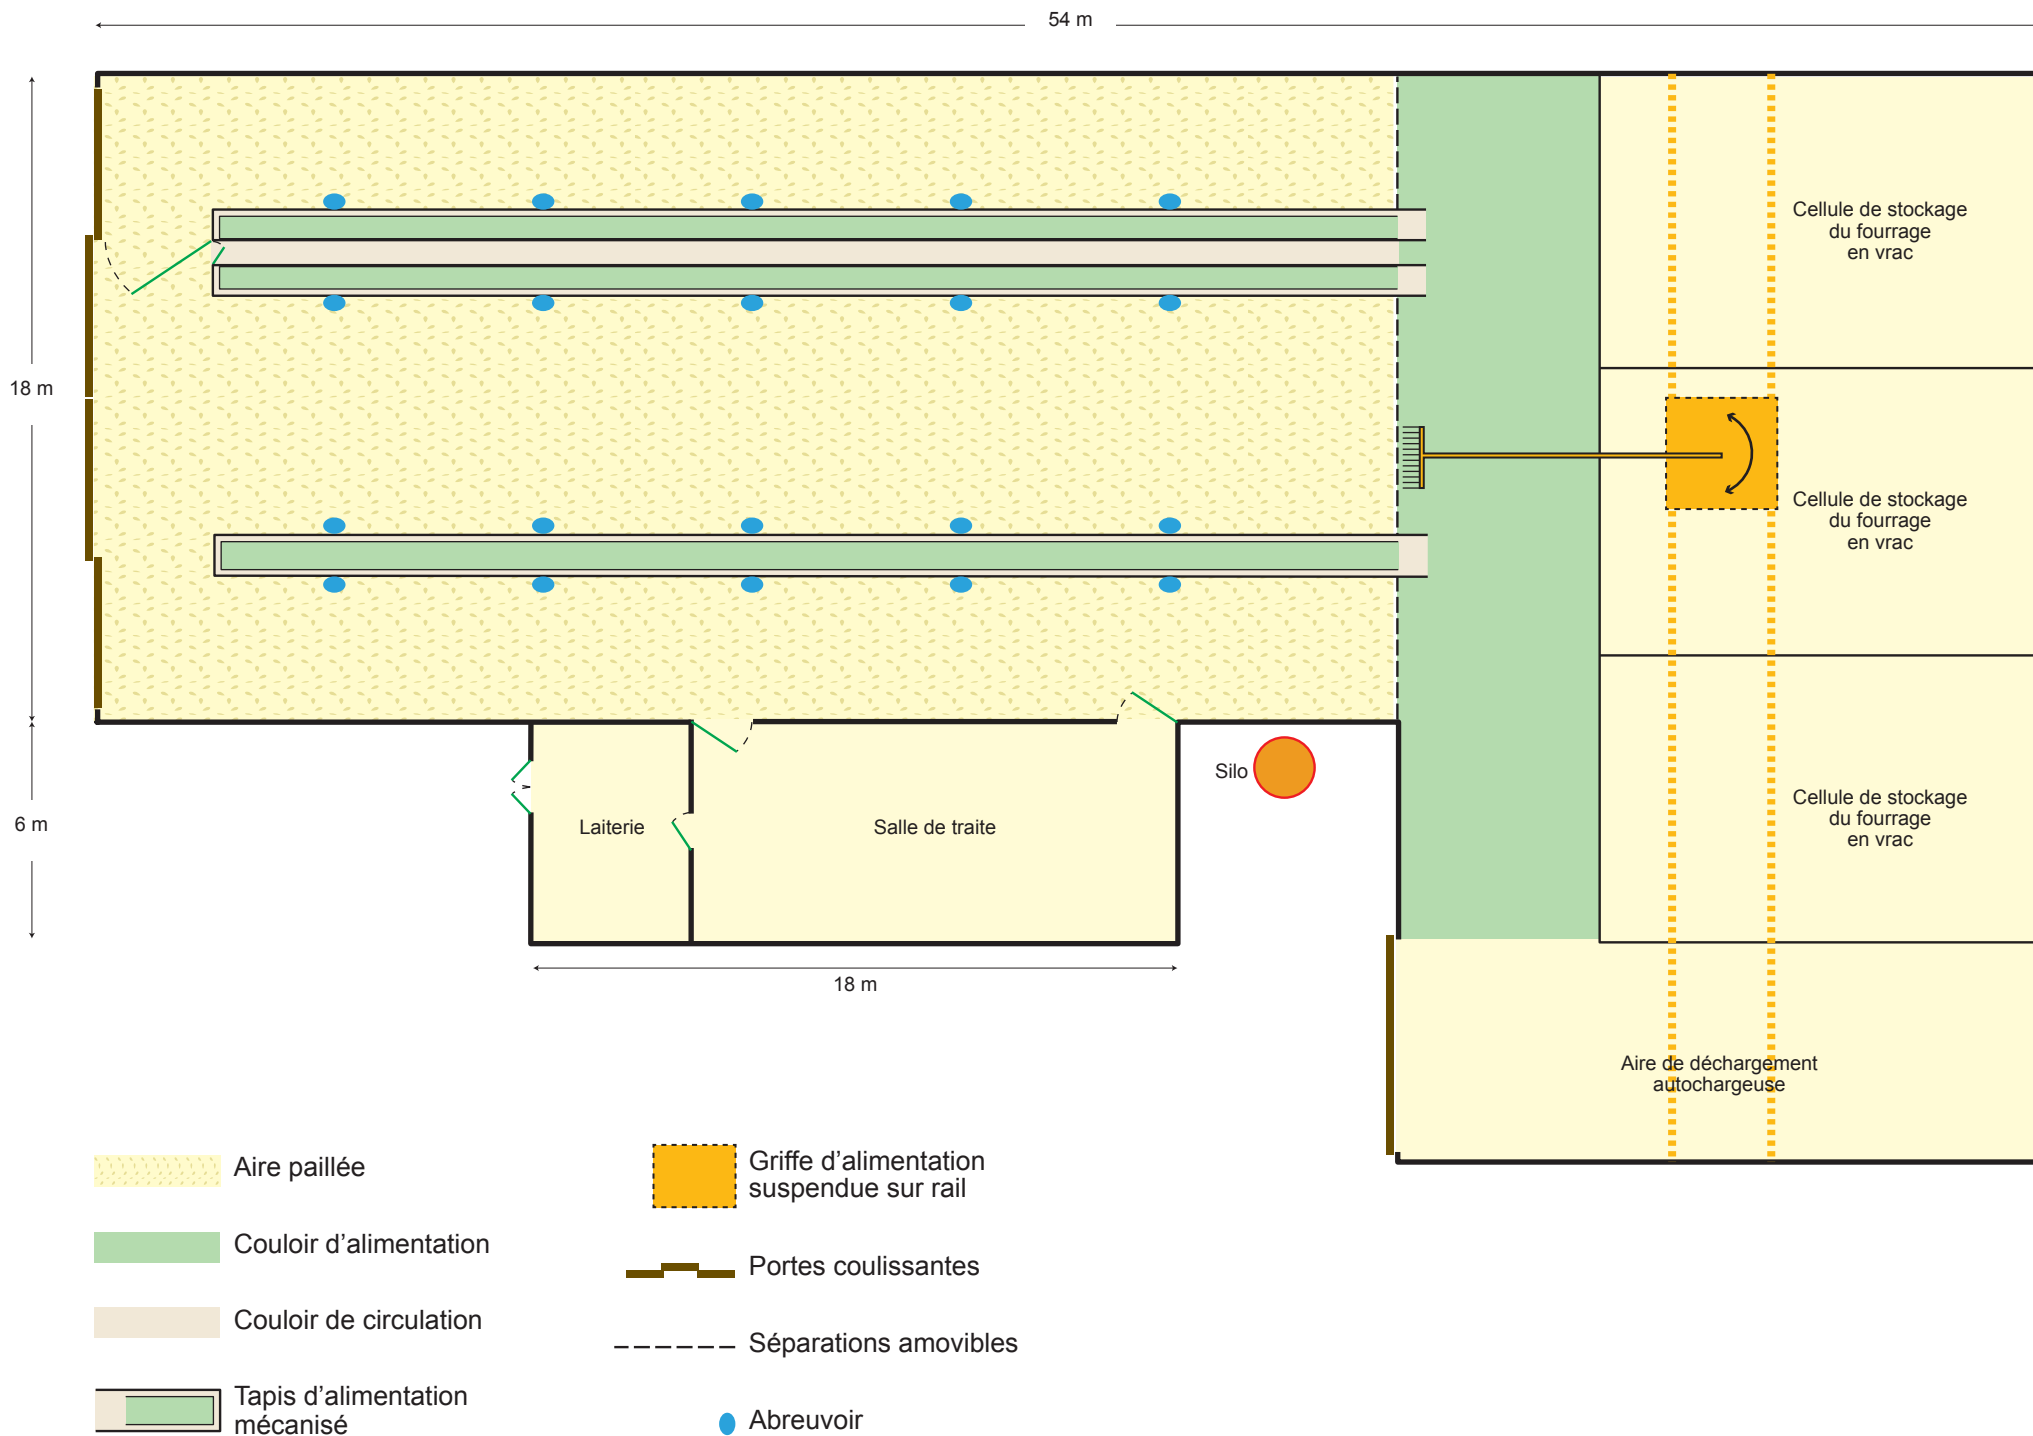 54 m
Cellule de stockage
du fourrage
en vrac
18 m
Cellule de stockage
du fourrage
en vrac
Silo
Cellule de stockage
du fourrage
en vrac
6 m
Laiterie
Salle de traite
18 m
Aire de déchargement
autochargeuse
Aire paillée
Couloir d'alimentation
Couloir de circulation
Tapis d'alimentation
mécanisé
Griffe d'alimentation
suspendue sur rail
Portes coulissantes
Séparations amovibles
Abreuvoir